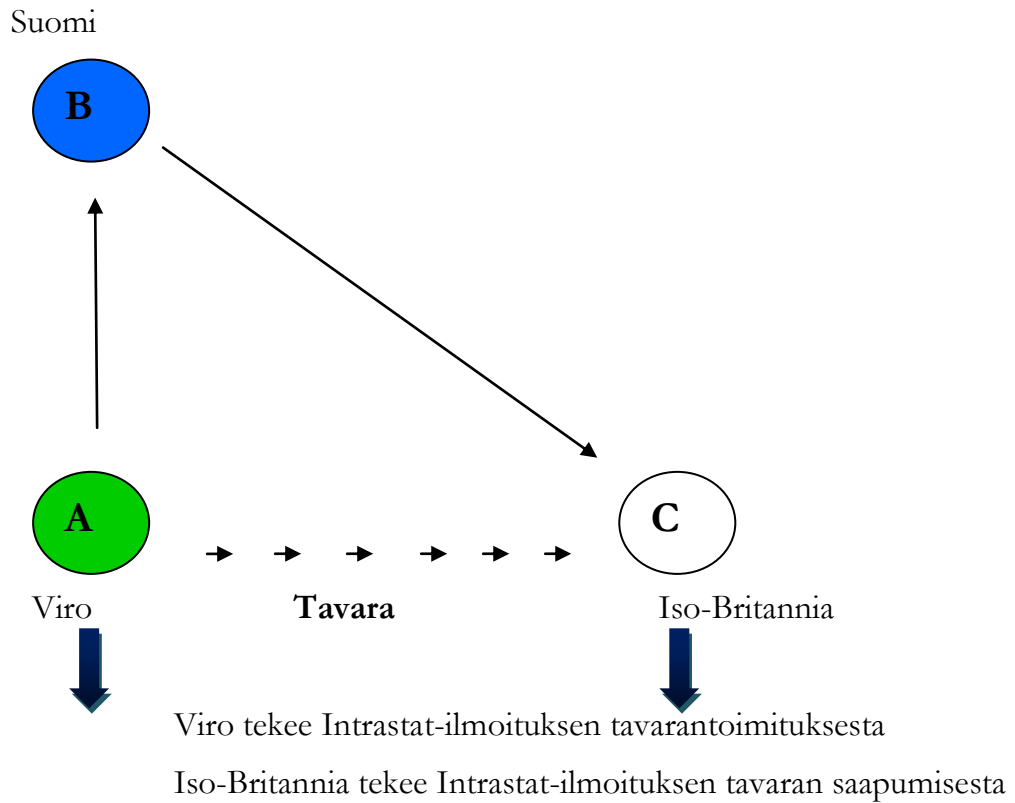 Suomi
B
A
C
Viro Tavara Iso-Britannia
Viro tekee Intrastat-ilmoituksen tavarantoimituksesta
Iso-Britannia tekee Intrastat-ilmoituksen tavaran saapumisesta